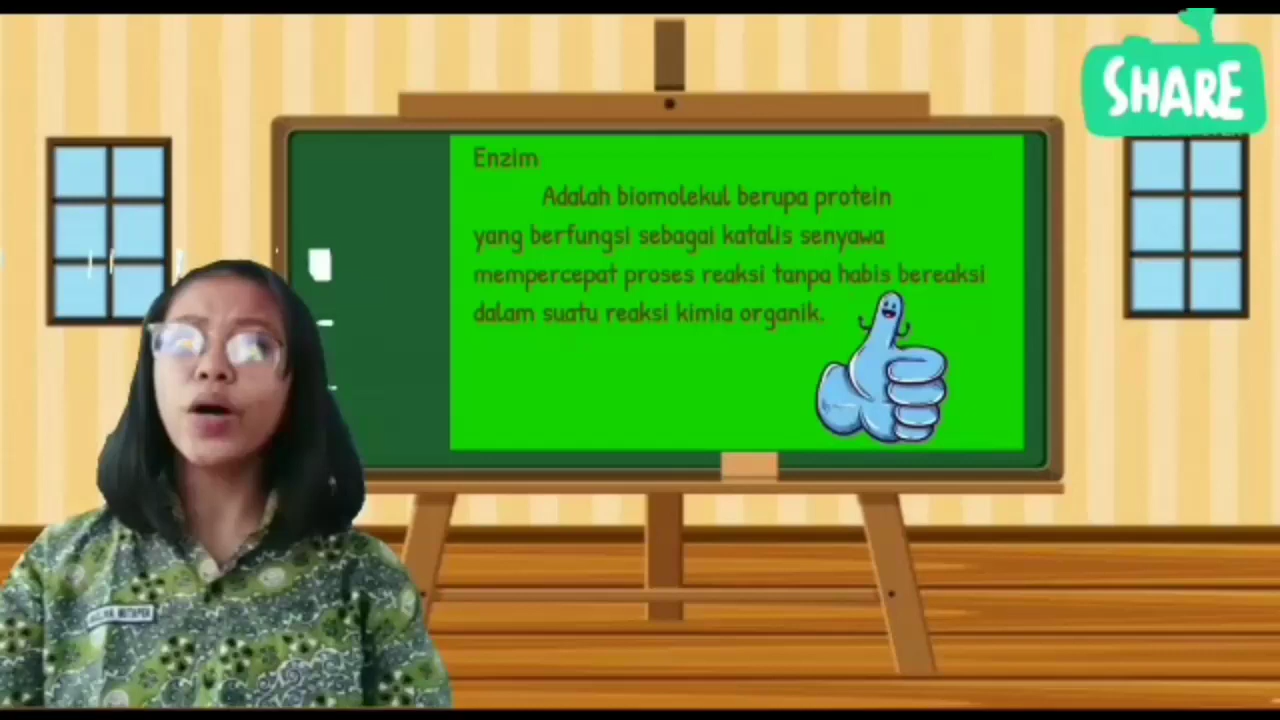 SHARE
Enzim
Adalah biomolekul berupa protein
yang berfungsi sebagai katalis senyawa
mempercepat proses reaksi tanpa habis bereaksi
dalam suatu reaksi kimia organik.